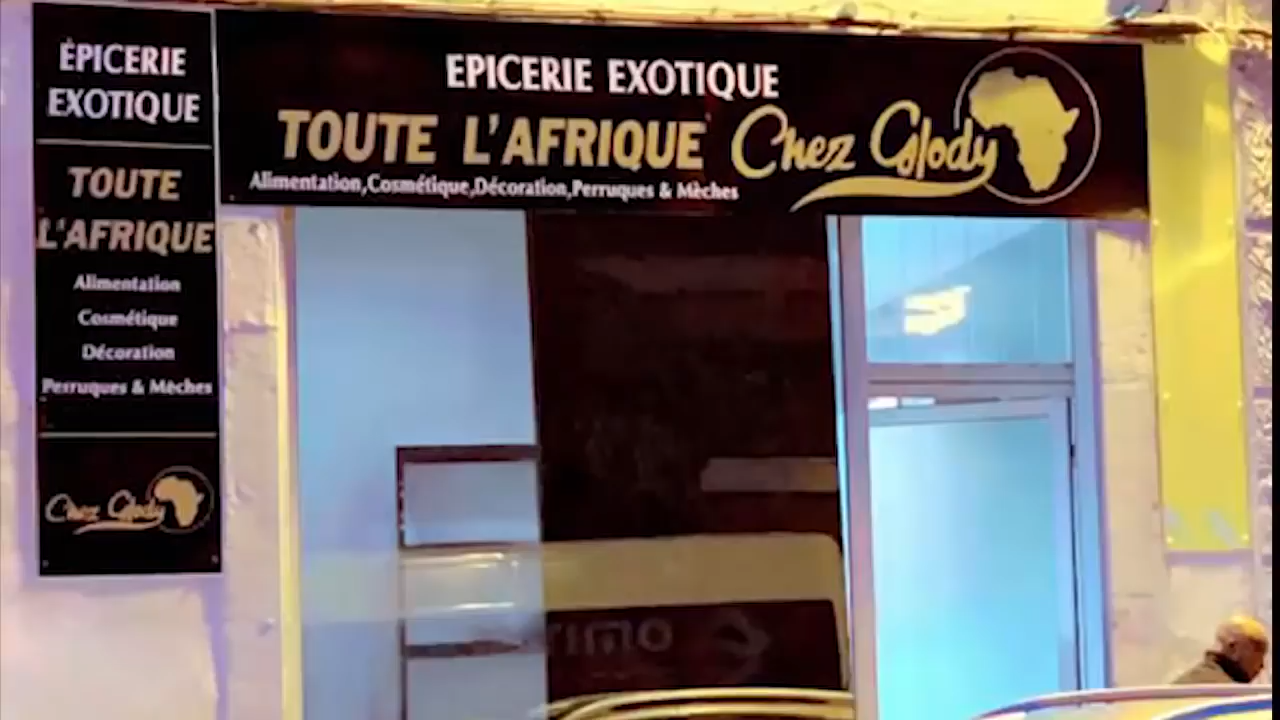 ÉPICERIE
EXOTIQUE
TOUTE
L'AFRIQUE
Alimentation
Cosmétique
Décoration
Perruques & Mèches
Chez Glody
EPICERIE EXOTIQUE
TOUTE L'AFRIQUE Chez Glody
Alimentation,Cosmétique,Décoration,Perruques & Mèches